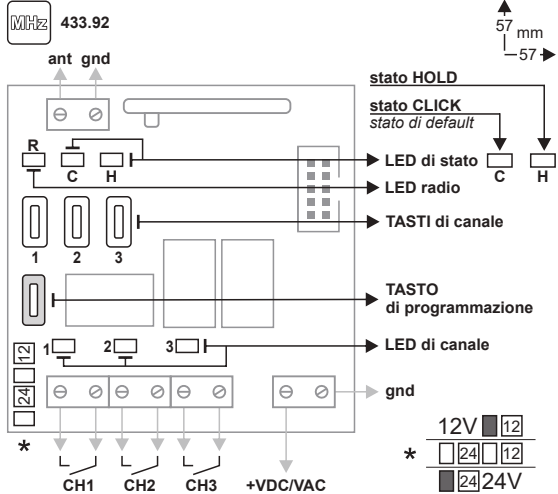 MHz 433.92
57 mm
57
ant gnd
stato HOLD
stato CLICK
stato di default
R
C H
LED di stato
C H
LED radio
TASTI di canale
1 2 3
TASTO
di programmazione
1 2 3
LED di canale
12
24
gnd
*
CH1 CH2 CH3 +VDC/VAC
12V 12
* 24 12
24 24V